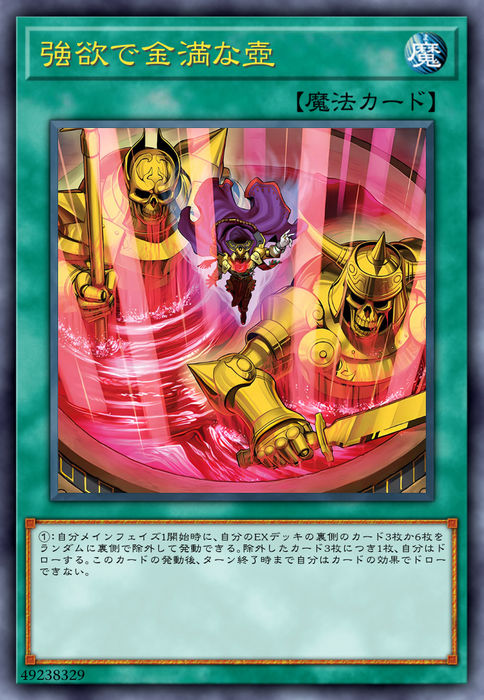 強欲で金満な壺
魔
【魔法カード】
①:自分メインフェイズ1開始時に、自分のEXデッキの裏側のカード3枚か6枚を
ランダムに裏側で除外して発動できる。除外したカード3枚につき1枚、自分はド
ローする。このカードの発動後、ターン終了時まで自分はカードの効果でドロー
できない。
49238329